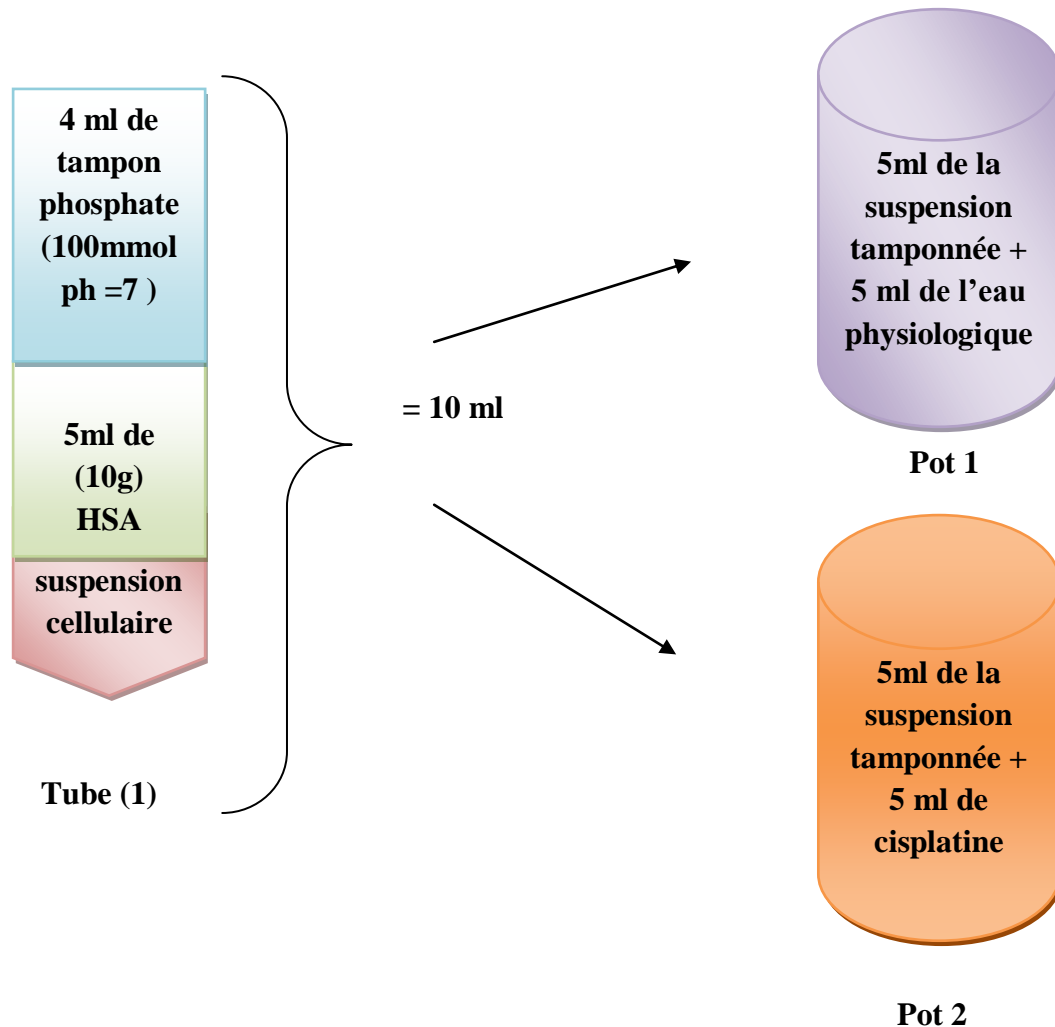 4 ml de
tampon
phosphate
(100mmol
ph =7 )
5ml de
(10g)
HSA
suspension
cellulaire
Tube (1)
= 10 ml
5ml de la
suspension
tamponnée +
5 ml de l’eau
physiologique
Pot 1
5ml de la
suspension
tamponnée +
5 ml de
cisplatine
Pot 2